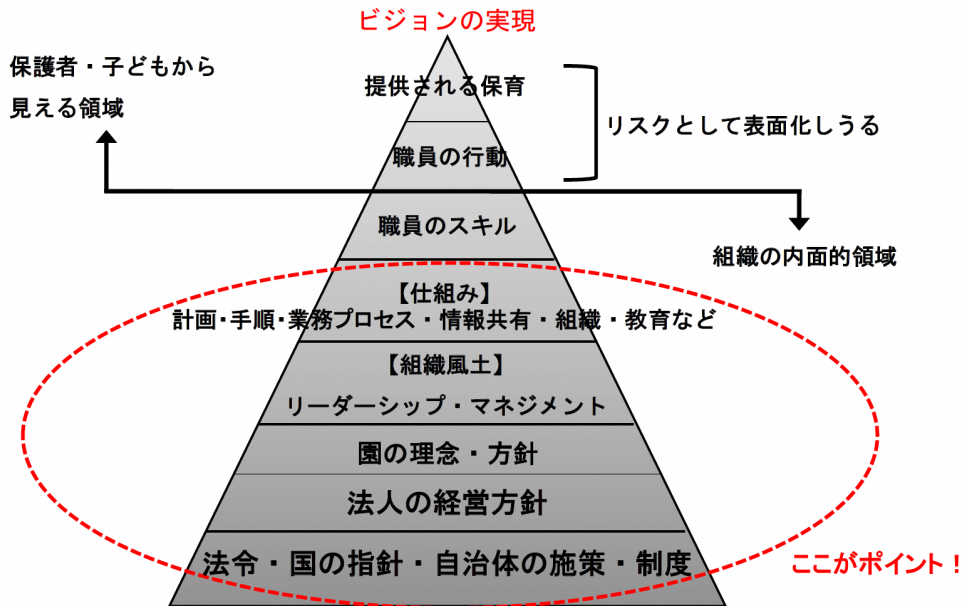 ビジョンの実現
保護者・子どもから
見える領域
提供される保育
リスクとして表面化しうる
職員の行動
職員のスキル
組織の内面的領域
【仕組み】
計画・手順・業務プロセス・情報共有・組織・教育など
【組織風土】
リーダーシップ・マネジメント
園の理念・方針
法人の経営方針
法令・国の指針・自治体の施策・制度
ここがポイント！